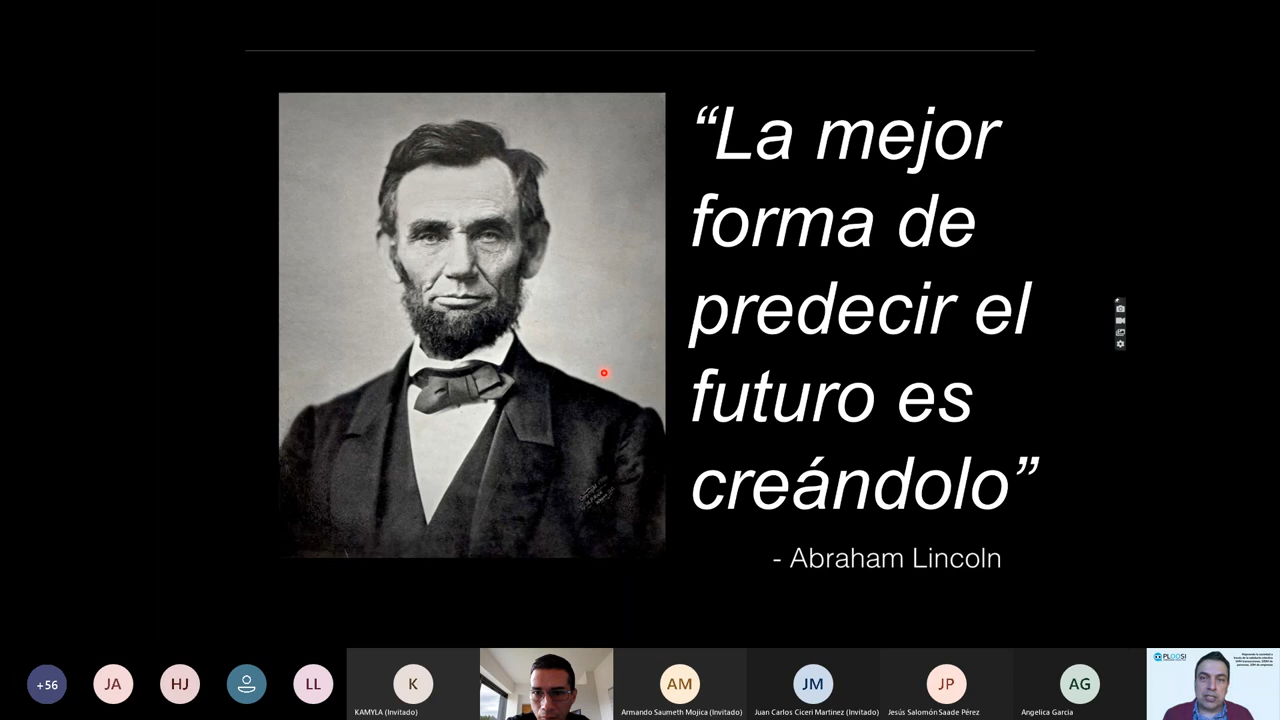 “La mejor
forma de
predecir el
futuro es
creándolo”
- Abraham Lincoln
+56
JA
HJ
LL
K
KAMYLA (Invitado)
AM
Armando Saumeth Mojica (Invitado)
JM
Juan Carlos Ciceri Martinez (Invitado)
JP
Jesús Salomón Saade Pérez
AG
Angelica Garcia
PLOOSI